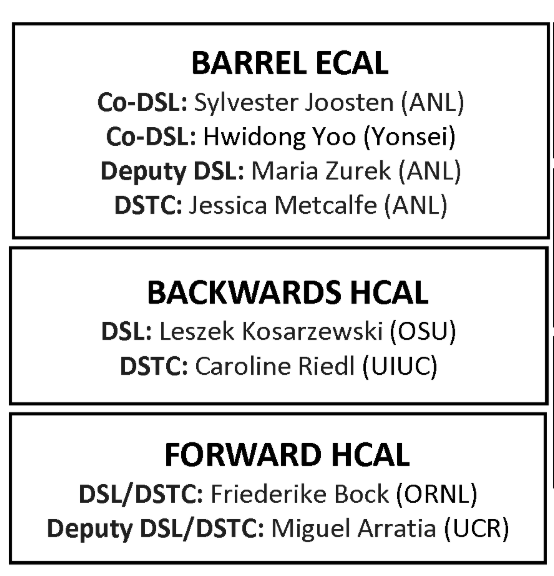 BARREL ECAL
Co-DSL: Sylvester Joosten (ANL)
Co-DSL: Hwidong Yoo (Yonsei)
Deputy DSL: Maria Zurek (ANL)
DSTC: Jessica Metcalfe (ANL)
BACKWARDS HCAL
DSL: Leszek Kosarzewski (OSU)
DSTC: Caroline Riedl (UIUC)
FORWARD HCAL
DSL/DSTC: Friederike Bock (ORNL)
Deputy DSL/DSTC: Miguel Arratia (UCR)